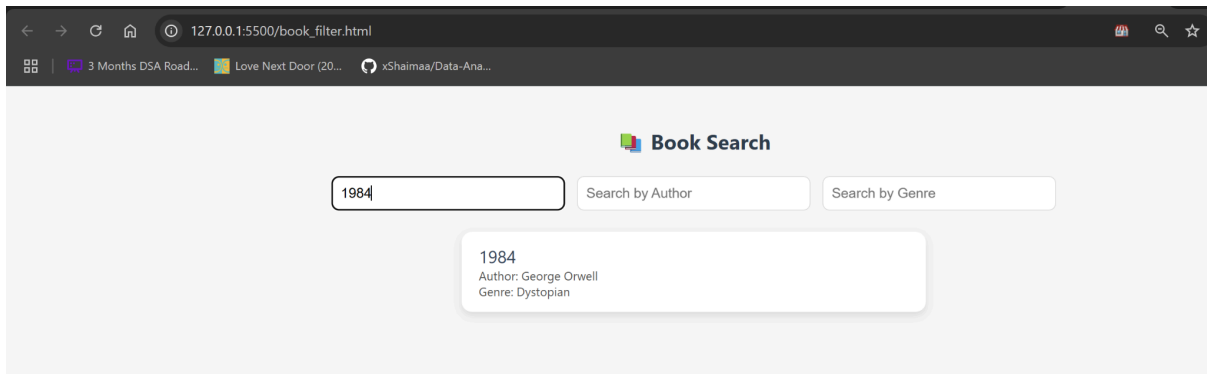 127.0.0.1:5500/book_filter.html
3 Months DSA Road... Love Next Door (20... xShaimaa/Data-Ana...
Book Search
1984 Search by Author Search by Genre
1984
Author: George Orwell
Genre: Dystopian